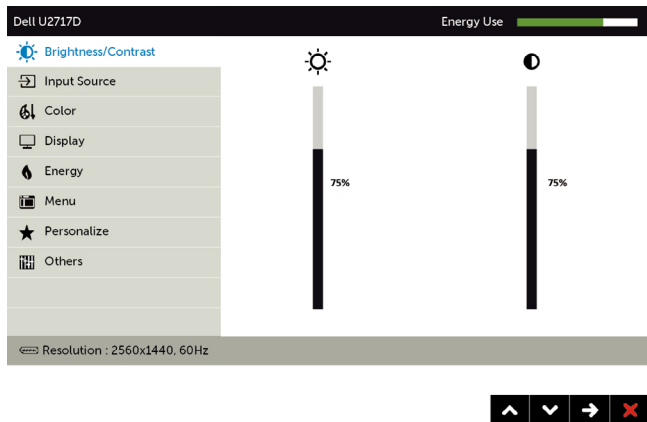 Dell U2717D
Energy Use
Brightness/Contrast
Input Source
Color
Display
Energy
Menu
Personalize
Others
75%
75%
Resolution : 2560x1440, 60Hz